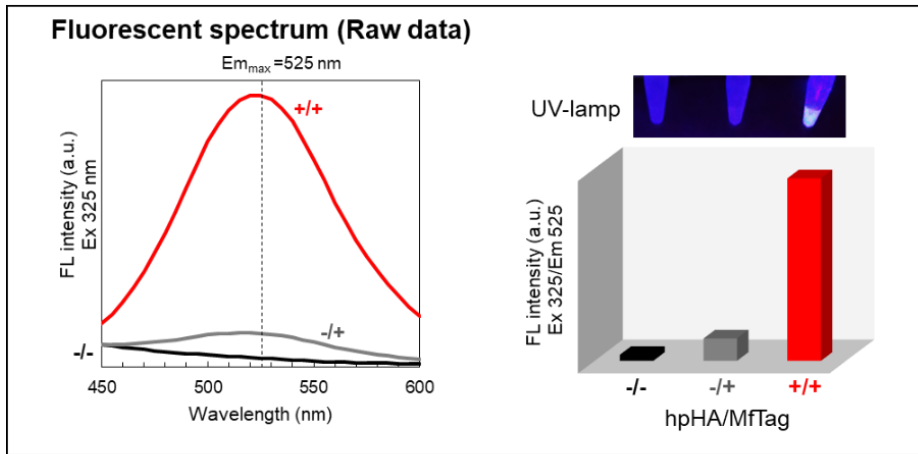 Fluorescent spectrum (Raw data)
Em_max =525 nm
FL intensity (a.u.)
Ex 325 nm
+/+
-/+
-/-
450
500
550
600
Wavelength (nm)
UV-lamp
FL intensity (a.u.)
Ex 325/Em 525
-/-
-/+
+/+
hpHA/MfTag